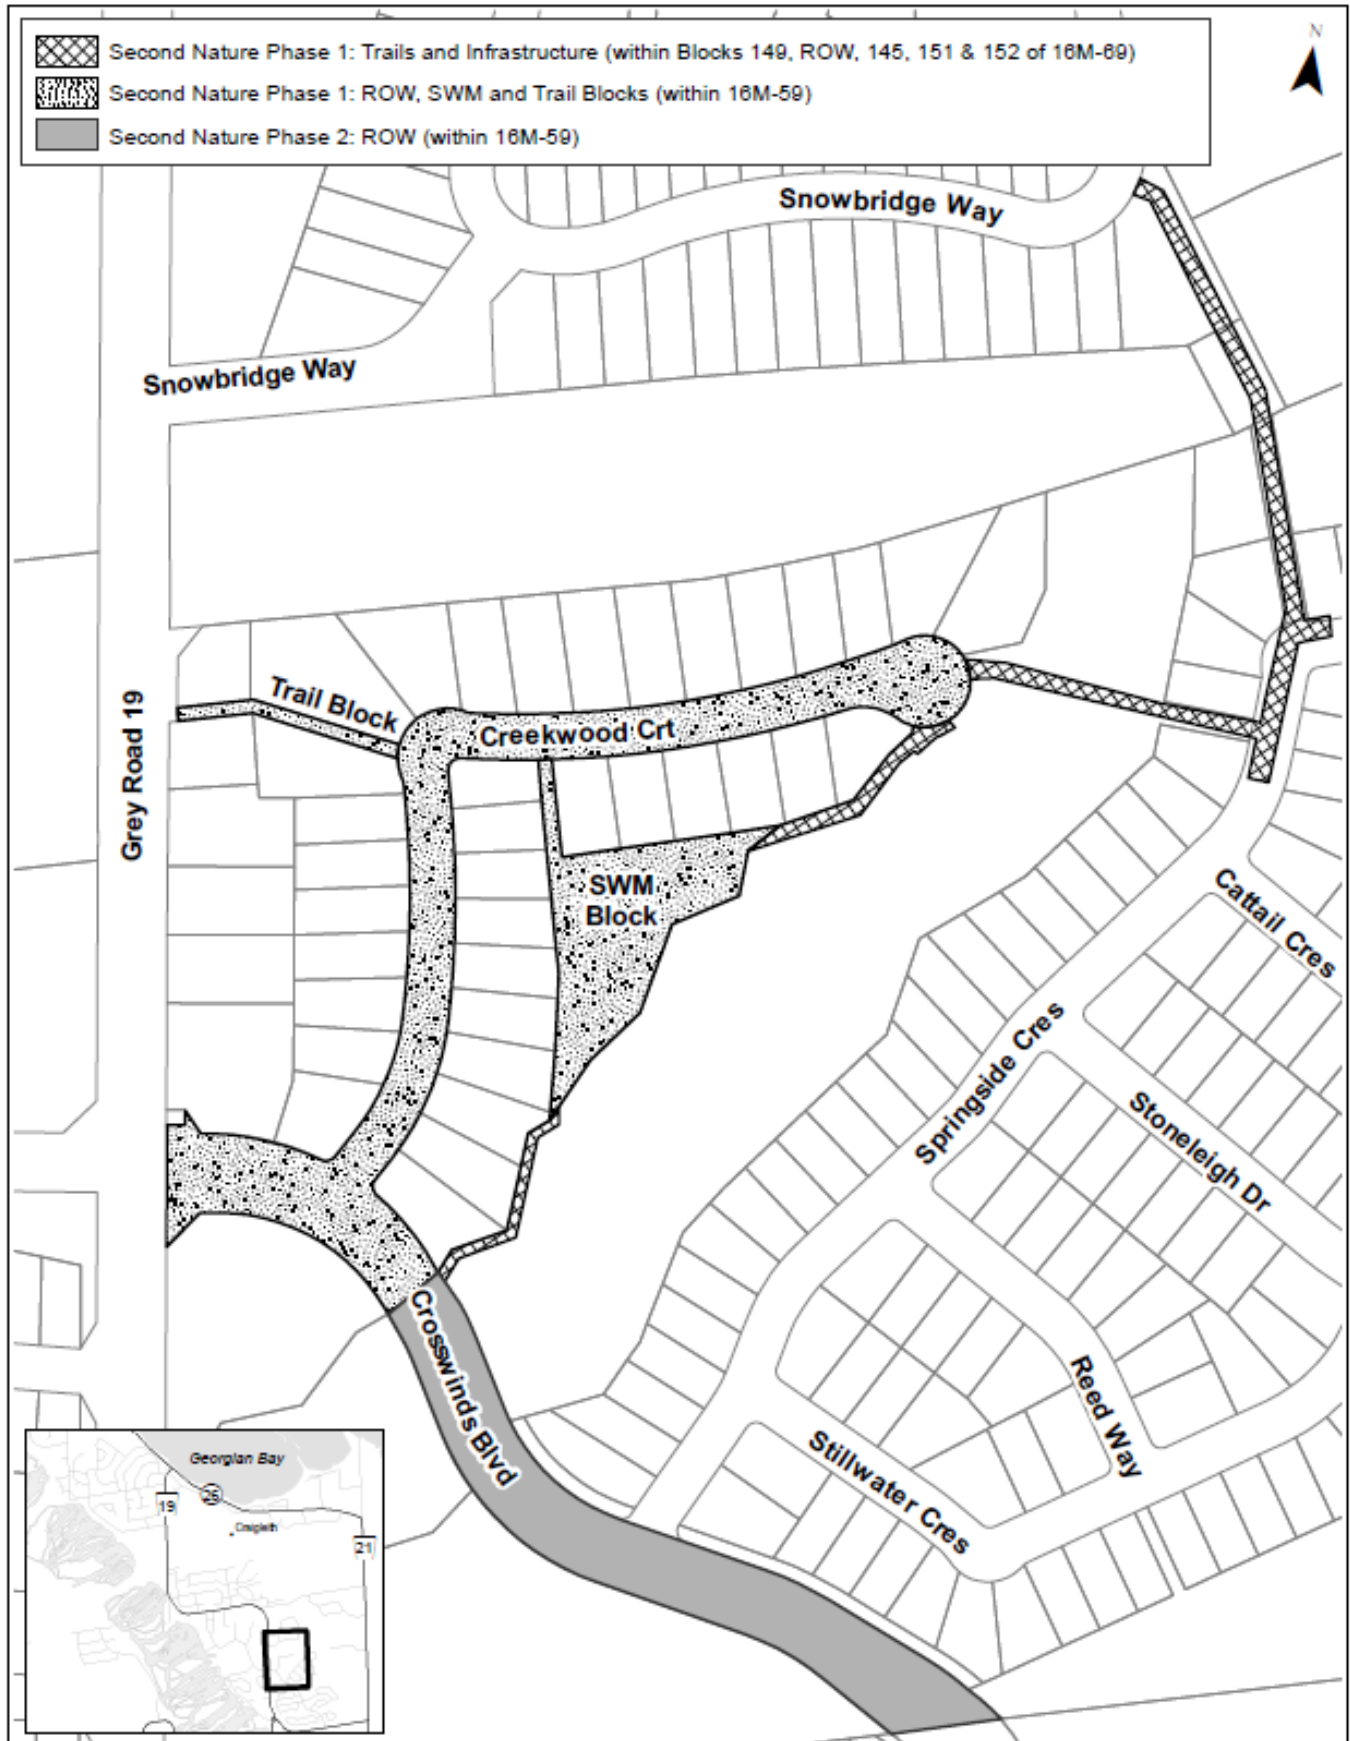 N
Second Nature Phase 1: Trails and Infrastructure (within Blocks 149, ROW, 145, 151 & 152 of 16M-69)
Second Nature Phase 1: ROW, SWM and Trail Blocks (within 16M-59)
Second Nature Phase 2: ROW (within 16M-59)
Snowbridge Way
Snowbridge Way
Trail Block
Creekwood Crt
Grey Road 19
SWM
Block
Cattail Cres
Springside Cres
Stoneleigh Dr
Crosswinds Blvd
Reed Way
Stillwater Cres
Georgian Bay
19
26
Craigleith
21